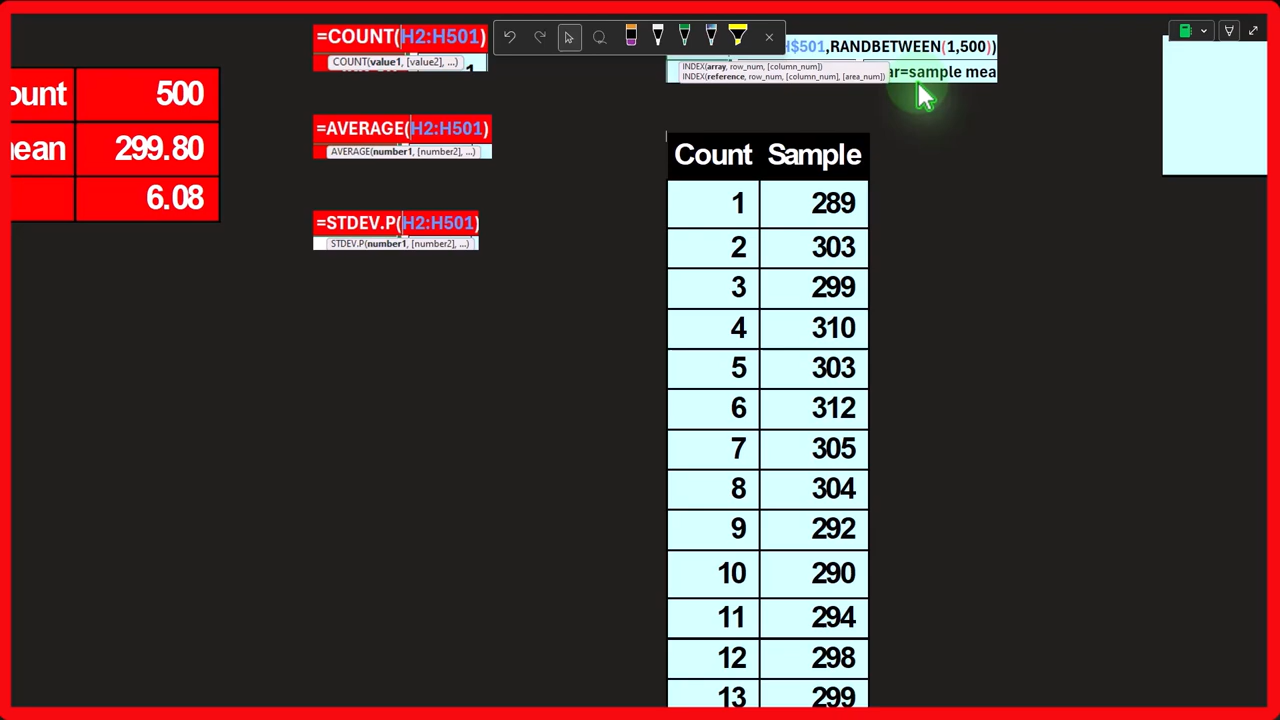 =COUNT(H2:H501)
COUNT(value1, [value2], ...)
ount 500
mean 299.80
6.08
=AVERAGE(H2:H501)
AVERAGE(number1, [number2], ...)
=STDEV.P(H2:H501)
STDEV.P(number1, [number2], ...)
H$501,RANDBETWEEN(1,500))
INDEX(array, row_num, [column_num])
INDEX(reference, row_num, [column_num], [area_num])
ar=sample mea
Count Sample
1 289
2 303
3 299
4 310
5 303
6 312
7 305
8 304
9 292
10 290
11 294
12 298
13 299